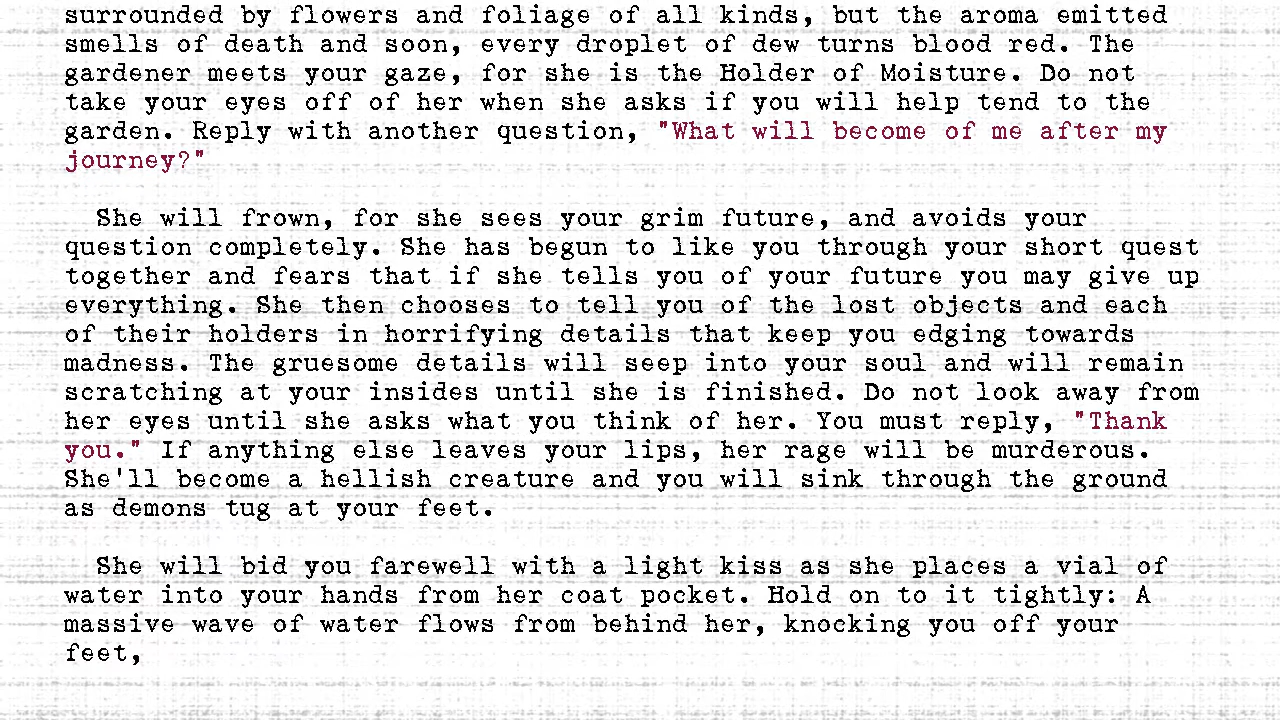 surrounded by flowers and foliage of all kinds, but the aroma emitted
smells of death and soon, every droplet of dew turns blood red. The
gardener meets your gaze, for she is the Holder of Moisture. Do not
take your eyes off of her when she asks if you will help tend to the
garden. Reply with another question, "What will become of me after my
journey?"
She will frown, for she sees your grim future, and avoids your
question completely. She has begun to like you through your short quest
together and fears that if she tells you of your future you may give up
everything. She then chooses to tell you of the lost objects and each
of their holders in horrifying details that keep you edging towards
madness. The gruesome details will seep into your soul and will remain
scratching at your insides until she is finished. Do not look away from
her eyes until she asks what you think of her. You must reply, "Thank
you." If anything else leaves your lips, her rage will be murderous.
She'll become a hellish creature and you will sink through the ground
as demons tug at your feet.
She will bid you farewell with a light kiss as she places a vial of
water into your hands from her coat pocket. Hold on to it tightly: A
massive wave of water flows from behind her, knocking you off your
feet,